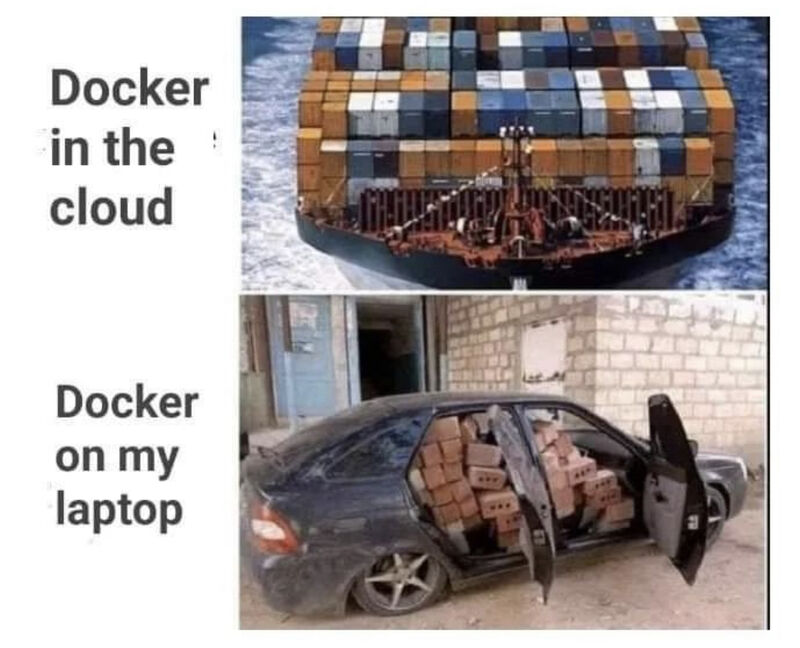 Docker
in the
cloud
Docker
on my
laptop